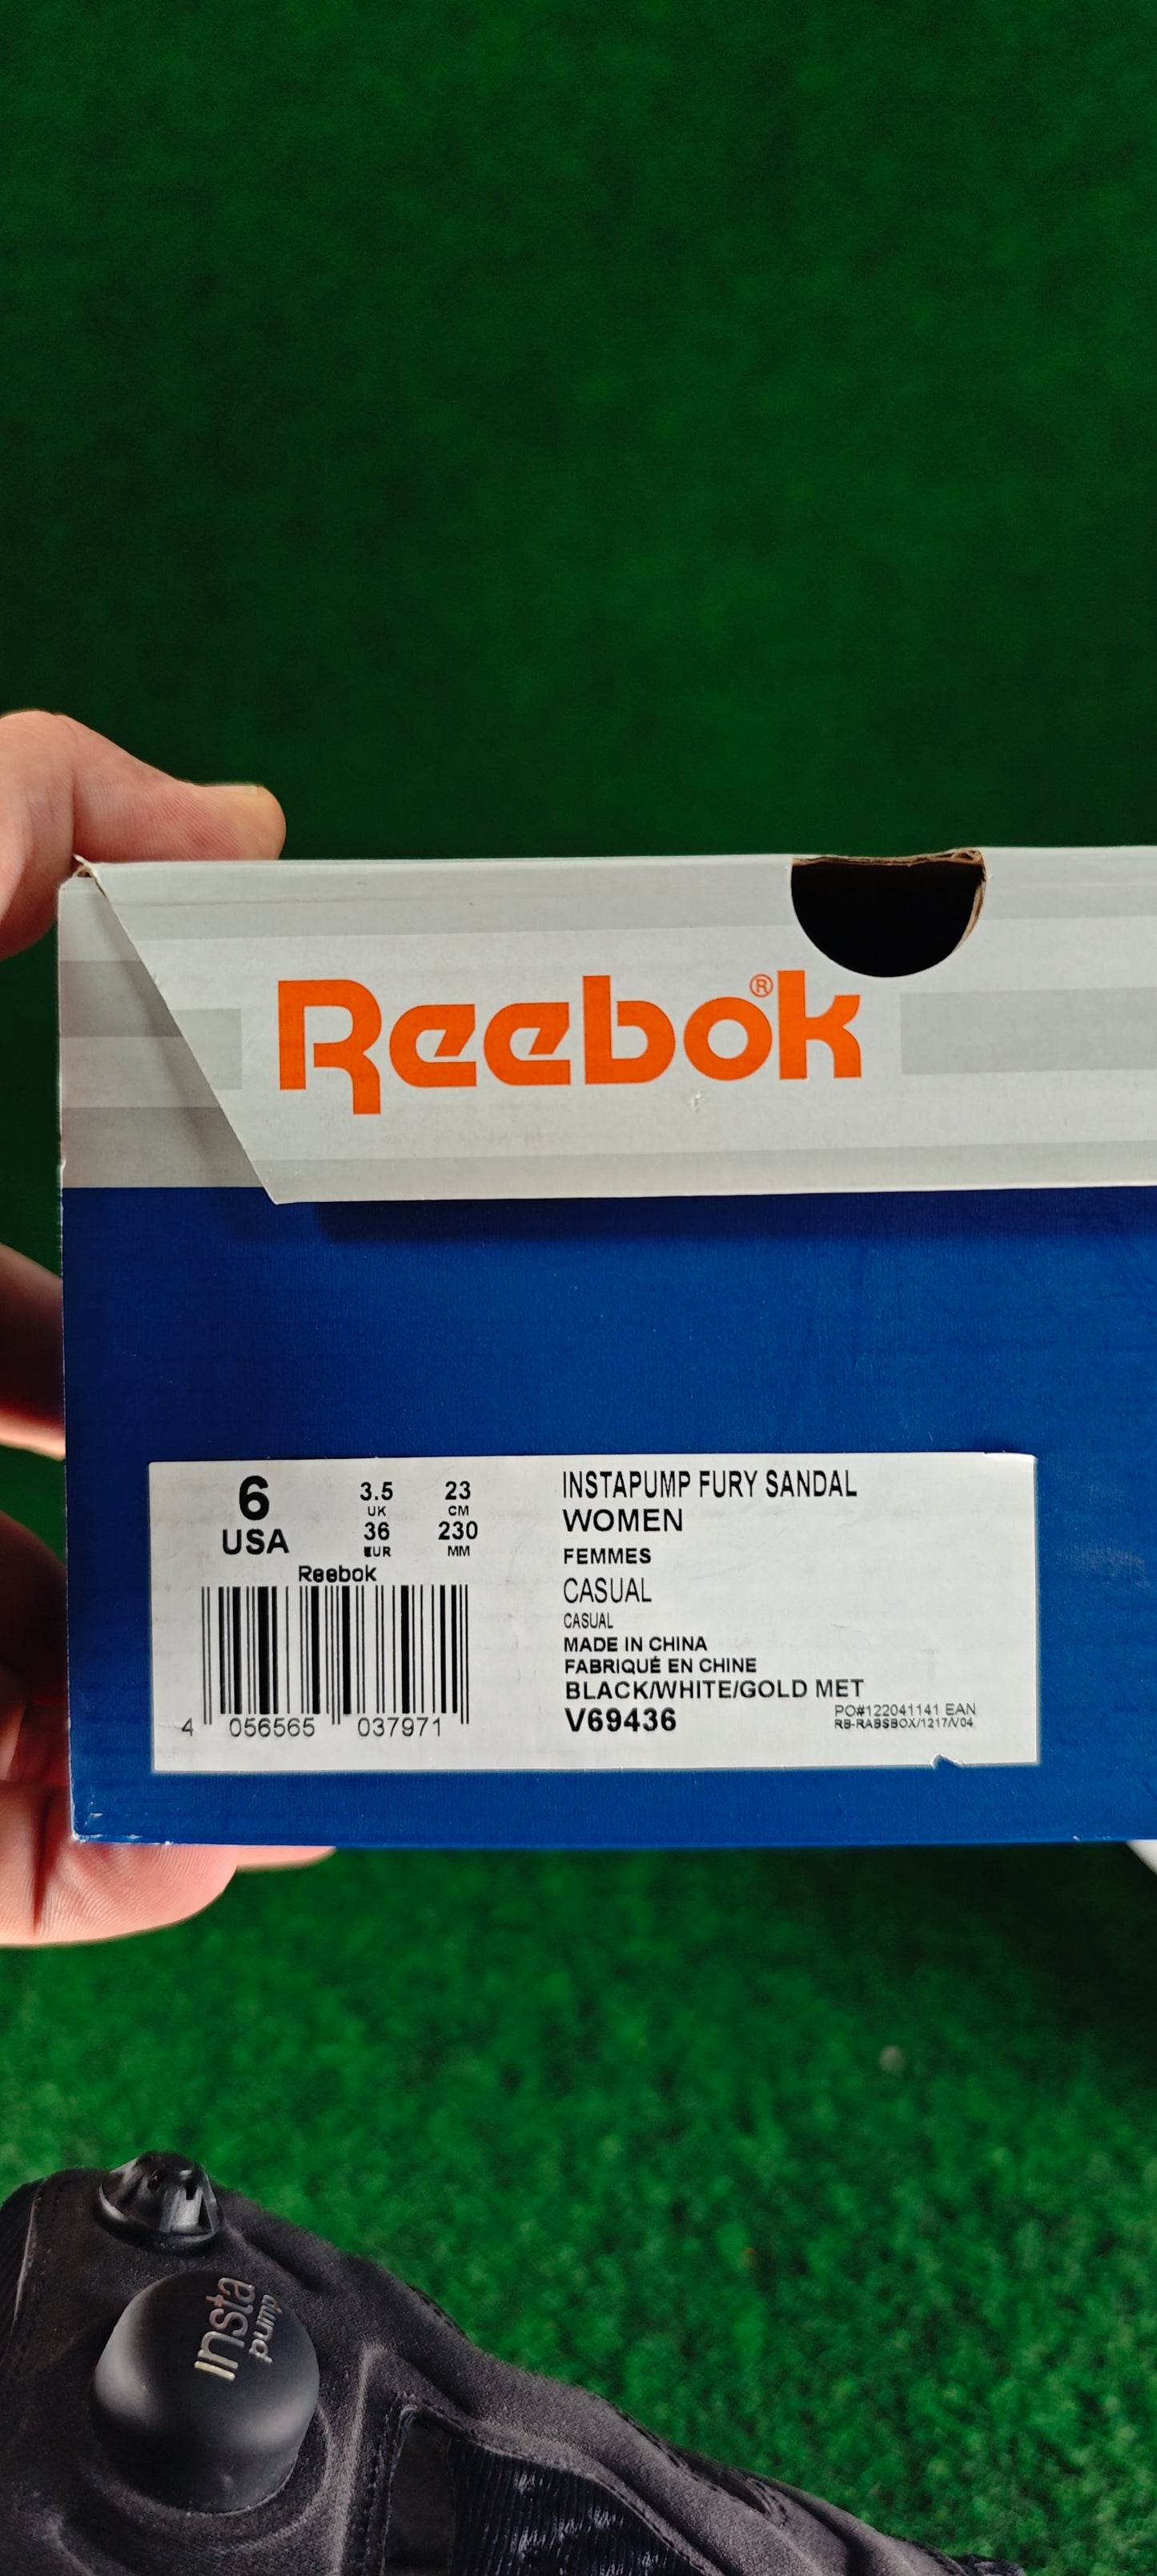 Reebok®
6
USA
3.5
UK
36
EUR
23
CM
230
MM
Reebok
4 056565 037971
INSTAPUMP FURY SANDAL
WOMEN
FEMMES
CASUAL
CASUAL
MADE IN CHINA
FABRIQUÉ EN CHINE
BLACK/WHITE/GOLD MET
V69436
PO#122041141 EAN
RB-RABSBOX/1217/V04
insta
pump